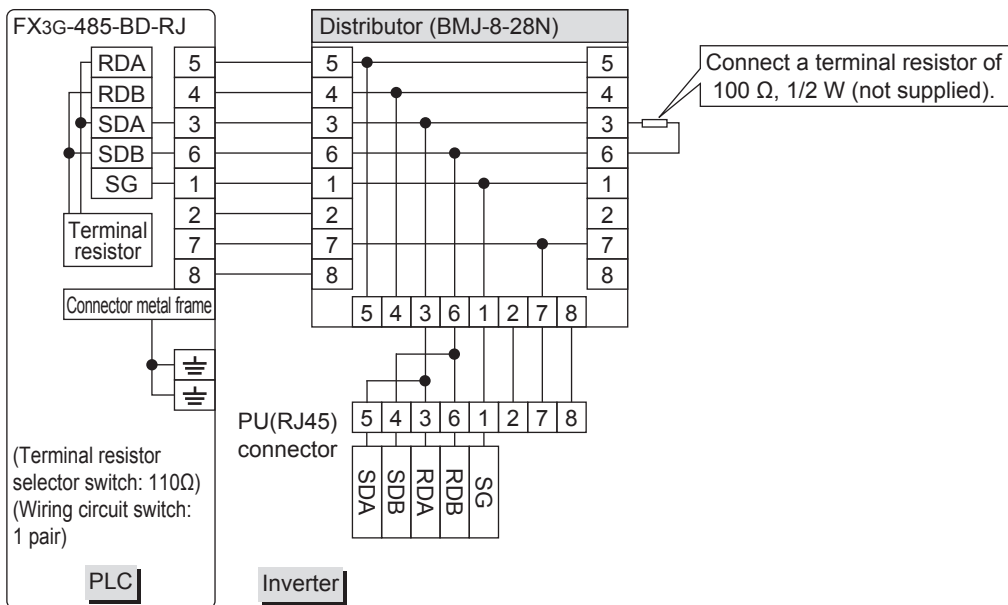 FX3G-485-BD-RJ
Distributor (BMJ-8-28N)
RDA 5 5 5
RDB 4 4 4
SDA 3 3 3
SDB 6 6 6
SG 1 1 1
2 2 2
7 7 7
8 8 8
Connect a terminal resistor of
100 Ω, 1/2 W (not supplied).
Terminal
resistor
Connector metal frame
5 4 3 6 1 2 7 8
PU(RJ45)
connector
5 4 3 6 1 2 7 8
SDA
SDB
RDA
RDB
SG
(Terminal resistor
selector switch: 110Ω)
(Wiring circuit switch:
1 pair)
PLC
Inverter